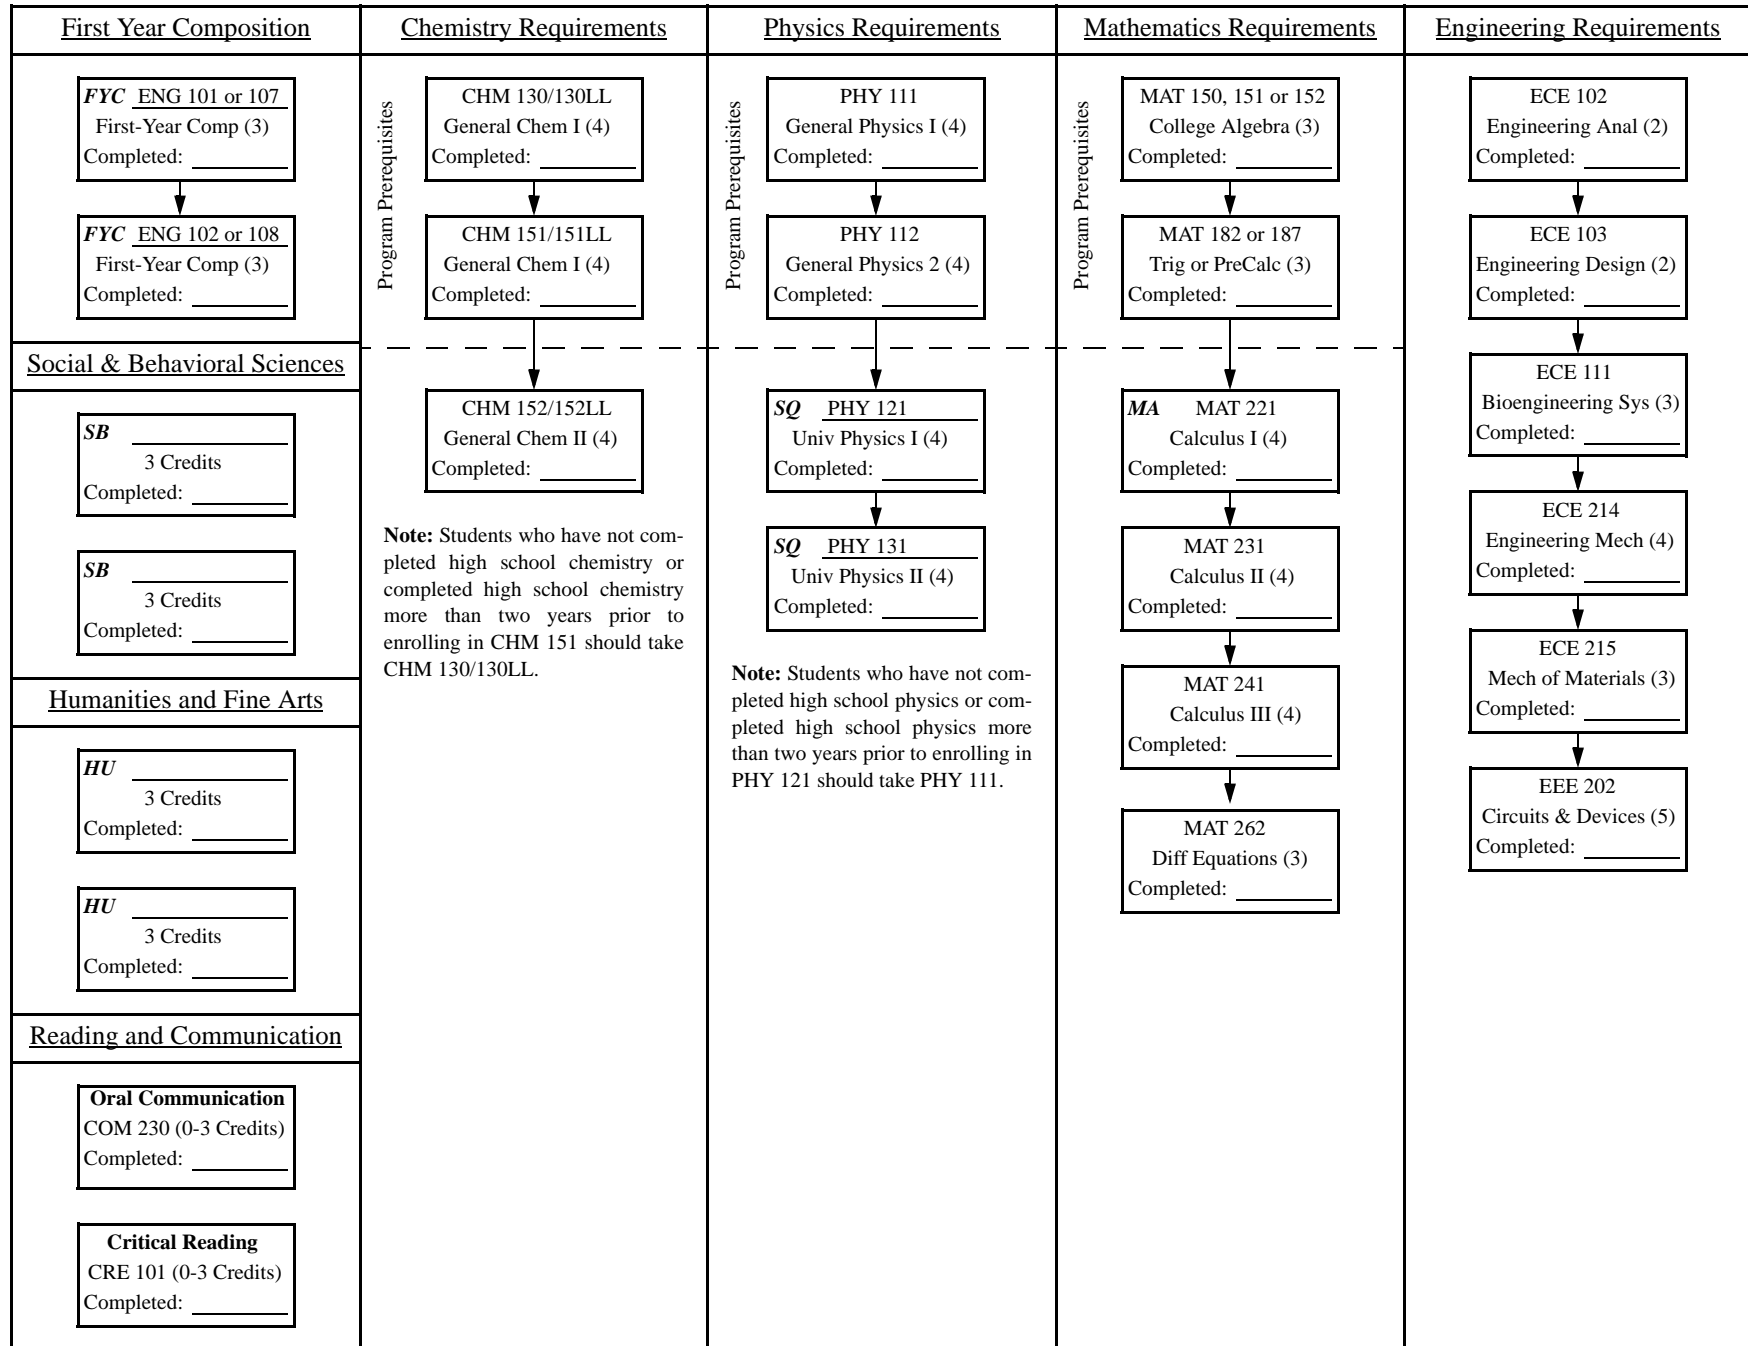 First Year Composition
FYC ENG 101 or 107
First-Year Comp (3)
Completed:
FYC ENG 102 or 108
First-Year Comp (3)
Completed:
Social & Behavioral Sciences
SB
3 Credits
Completed:
SB
3 Credits
Completed:
Humanities and Fine Arts
HU
3 Credits
Completed:
HU
3 Credits
Completed:
Reading and Communication
Oral Communication
COM 230 (0-3 Credits)
Completed:
Critical Reading
CRE 101 (0-3 Credits)
Completed:
Chemistry Requirements
Program Prerequisites
CHM 130/130LL
General Chem I (4)
Completed:
CHM 151/151LL
General Chem I (4)
Completed:
CHM 152/152LL
General Chem II (4)
Completed:
Note: Students who have not com-
pleted high school chemistry or
completed high school chemistry
more than two years prior to
enrolling in CHM 151 should take
CHM 130/130LL.
Physics Requirements
Program Prerequisites
PHY 111
General Physics I (4)
Completed:
PHY 112
General Physics 2 (4)
Completed:
SQ PHY 121
Univ Physics I (4)
Completed:
SQ PHY 131
Univ Physics II (4)
Completed:
Note: Students who have not com-
pleted high school physics or com-
pleted high school physics more
than two years prior to enrolling in
PHY 121 should take PHY 111.
Mathematics Requirements
Program Prerequisites
MAT 150, 151 or 152
College Algebra (3)
Completed:
MAT 182 or 187
Trig or PreCalc (3)
Completed:
MA MAT 221
Calculus I (4)
Completed:
MAT 231
Calculus II (4)
Completed:
MAT 241
Calculus III (4)
Completed:
MAT 262
Diff Equations (3)
Completed:
Engineering Requirements
ECE 102
Engineering Anal (2)
Completed:
ECE 103
Engineering Design (2)
Completed:
ECE 111
Bioengineering Sys (3)
Completed:
ECE 214
Engineering Mech (4)
Completed:
ECE 215
Mech of Materials (3)
Completed:
EEE 202
Circuits & Devices (5)
Completed: